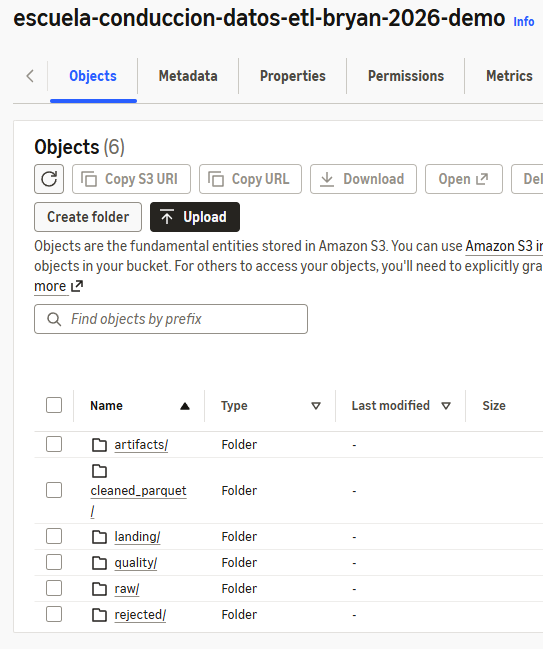 escuela-conduccion-datos-etl-bryan-2026-demo Info
Objects Metadata Properties Permissions Metrics
Objects (6)
Copy S3 URI Copy URL Download Open Del
Create folder Upload
Objects are the fundamental entities stored in Amazon S3. You can use Amazon S3 in
objects in your bucket. For others to access your objects, you'll need to explicitly gra
more
Find objects by prefix
Name Type Last modified Size
artifacts/ Folder -
cleaned_parquet
/ Folder -
landing/ Folder -
quality/ Folder -
raw/ Folder -
rejected/ Folder -